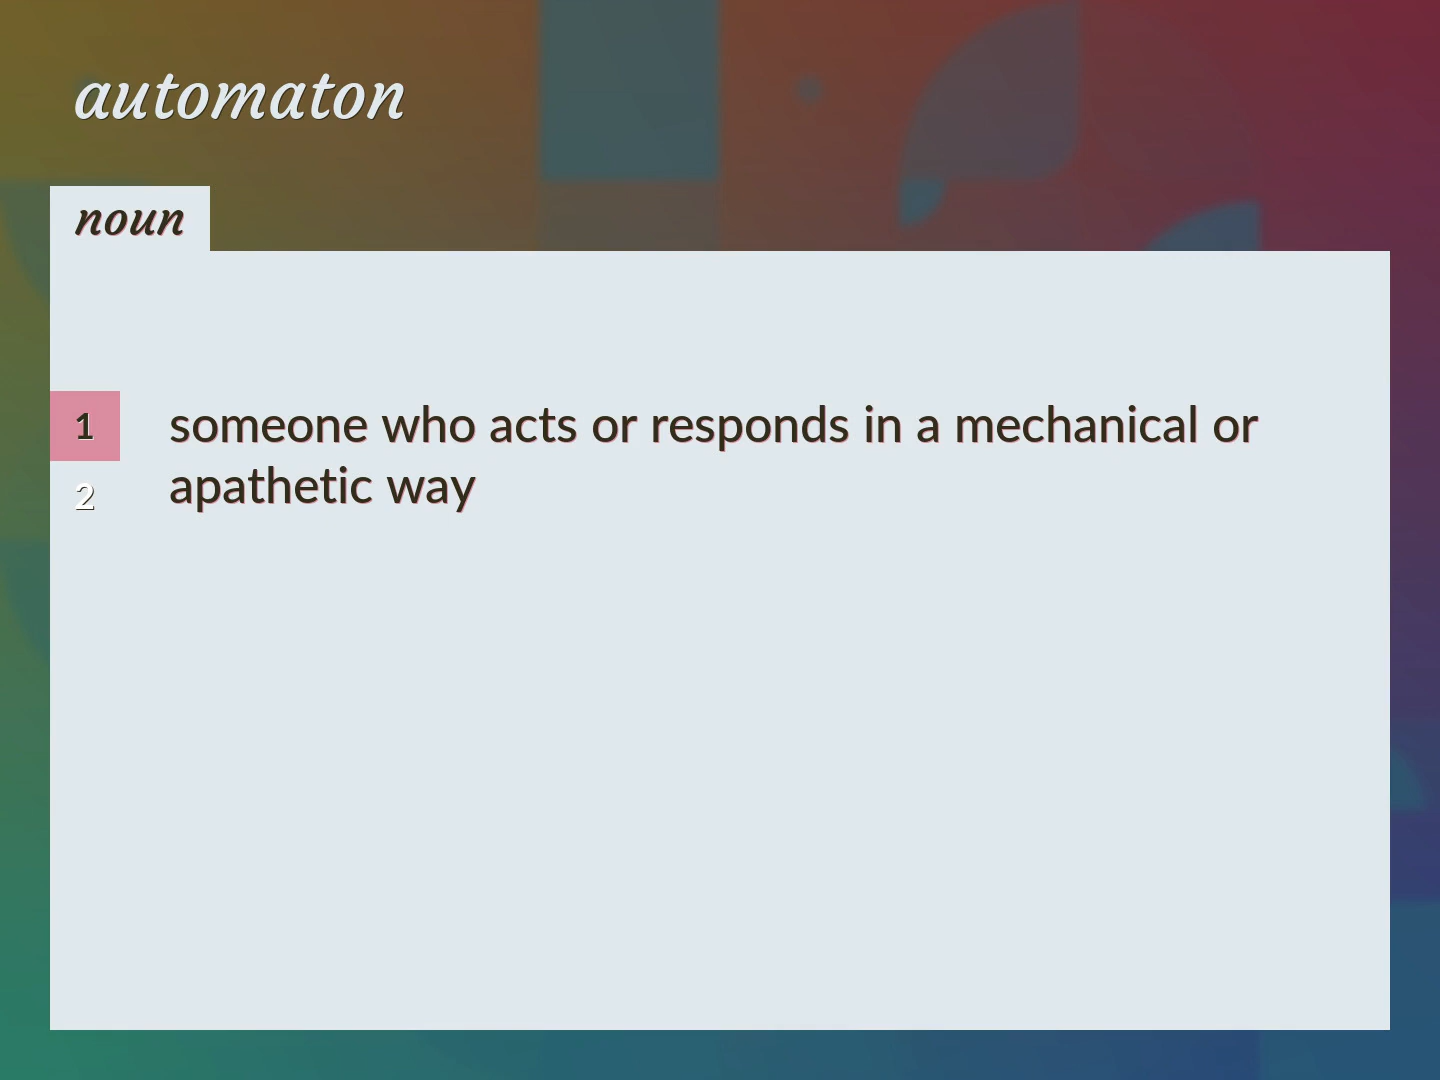 automaton
noun
1 someone who acts or responds in a mechanical or
apathetic way
2